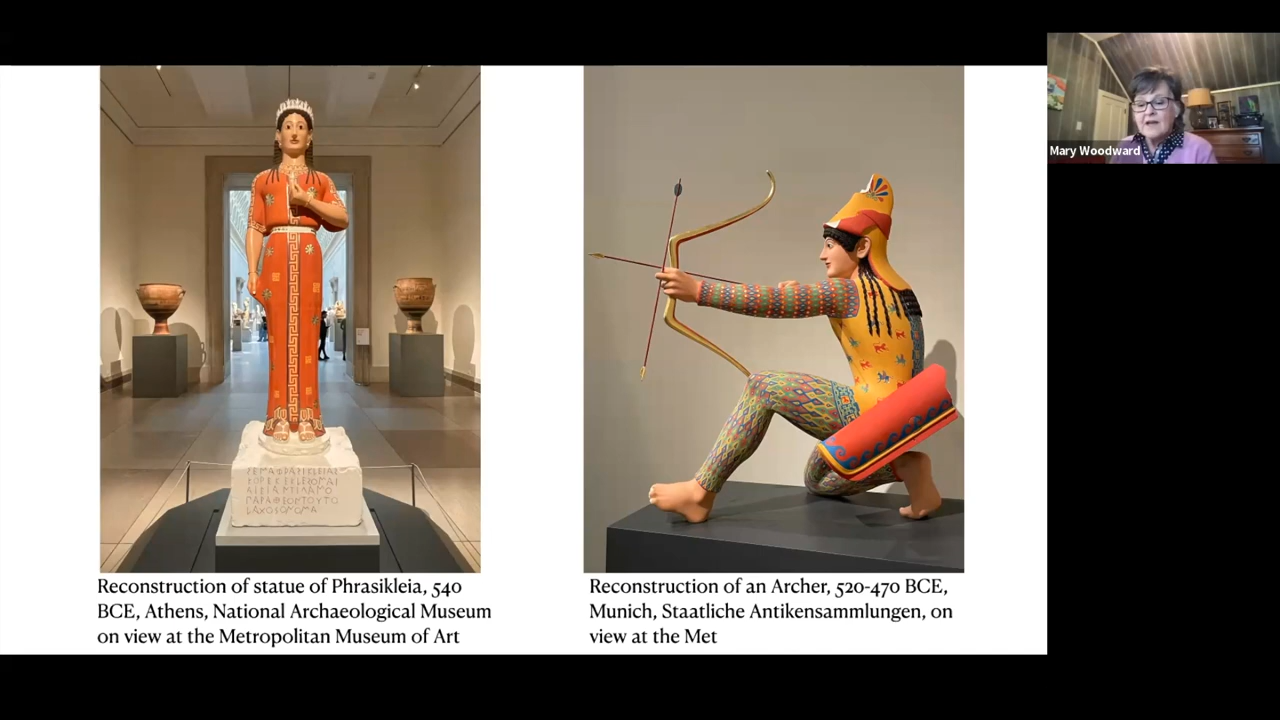 Mary Woodward
Reconstruction of statue of Phrasikleia, 540
BCE, Athens, National Archaeological Museum
on view at the Metropolitan Museum of Art
Reconstruction of an Archer, 520-470 BCE,
Munich, Staatliche Antikensammlungen, on
view at the Met